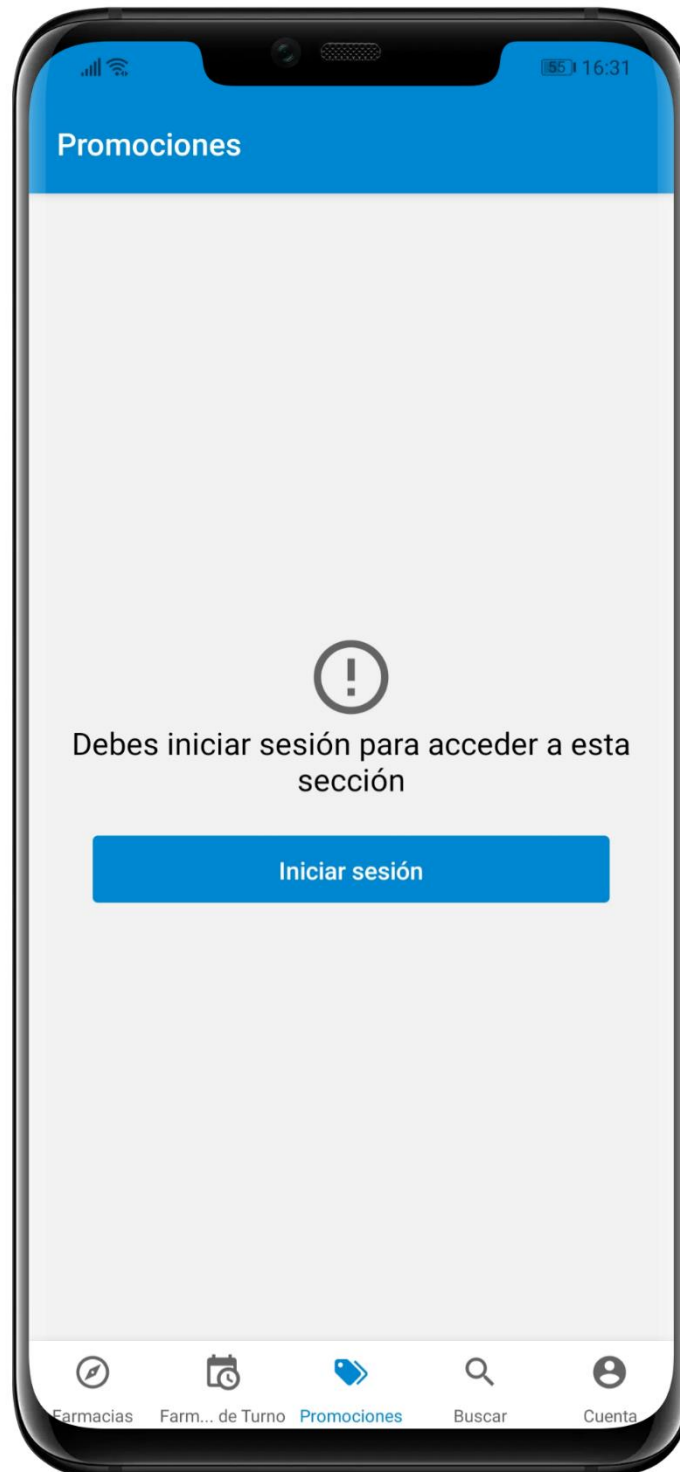 55 16:31
Promociones
Debes iniciar sesión para acceder a esta
sección
Iniciar sesión
Farmacias Farm... de Turno Promociones Buscar Cuenta